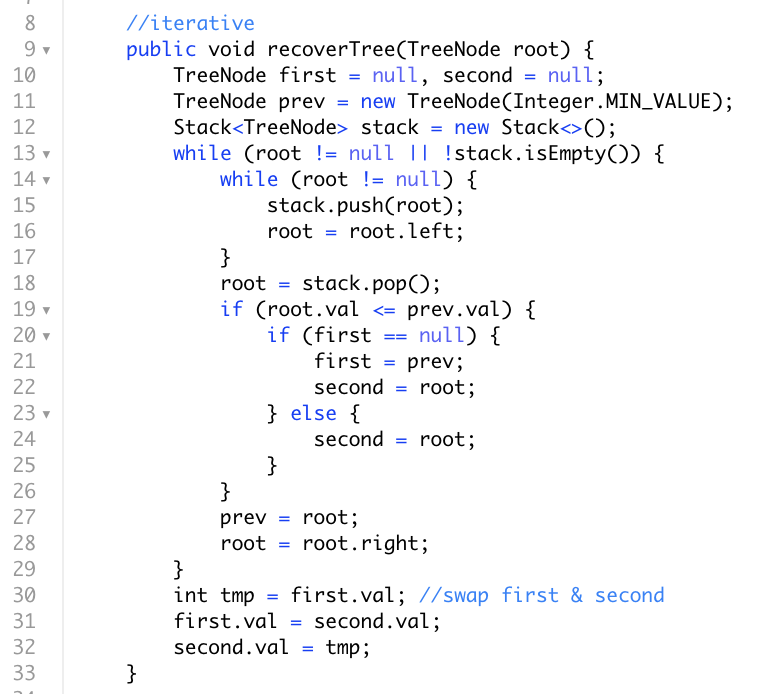 8 //iterative
9 public void recoverTree(TreeNode root) {
10 TreeNode first = null, second = null;
11 TreeNode prev = new TreeNode(Integer.MIN_VALUE);
12 Stack<TreeNode> stack = new Stack<>();
13 while (root != null || !stack.isEmpty()) {
14 while (root != null) {
15 stack.push(root);
16 root = root.left;
17 }
18 root = stack.pop();
19 if (root.val <= prev.val) {
20 if (first == null) {
21 first = prev;
22 second = root;
23 } else {
24 second = root;
25 }
26 }
27 prev = root;
28 root = root.right;
29 }
30 int tmp = first.val; //swap first & second
31 first.val = second.val;
32 second.val = tmp;
33 }